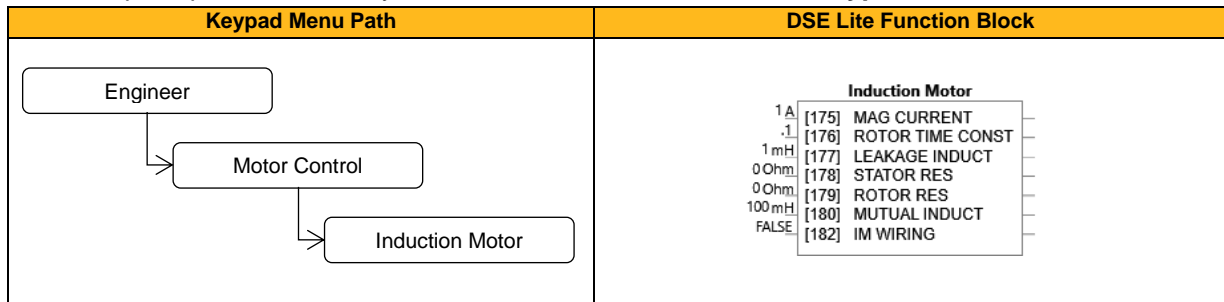 Keypad Menu Path
DSE Lite Function Block
Engineer
Motor Control
Induction Motor
Induction Motor
1 A [175] MAG CURRENT
.1 [176] ROTOR TIME CONST
1 mH [177] LEAKAGE INDUCT
0 Ohm [178] STATOR RES
0 Ohm [179] ROTOR RES
100 mH [180] MUTUAL INDUCT
FALSE [182] IM WIRING